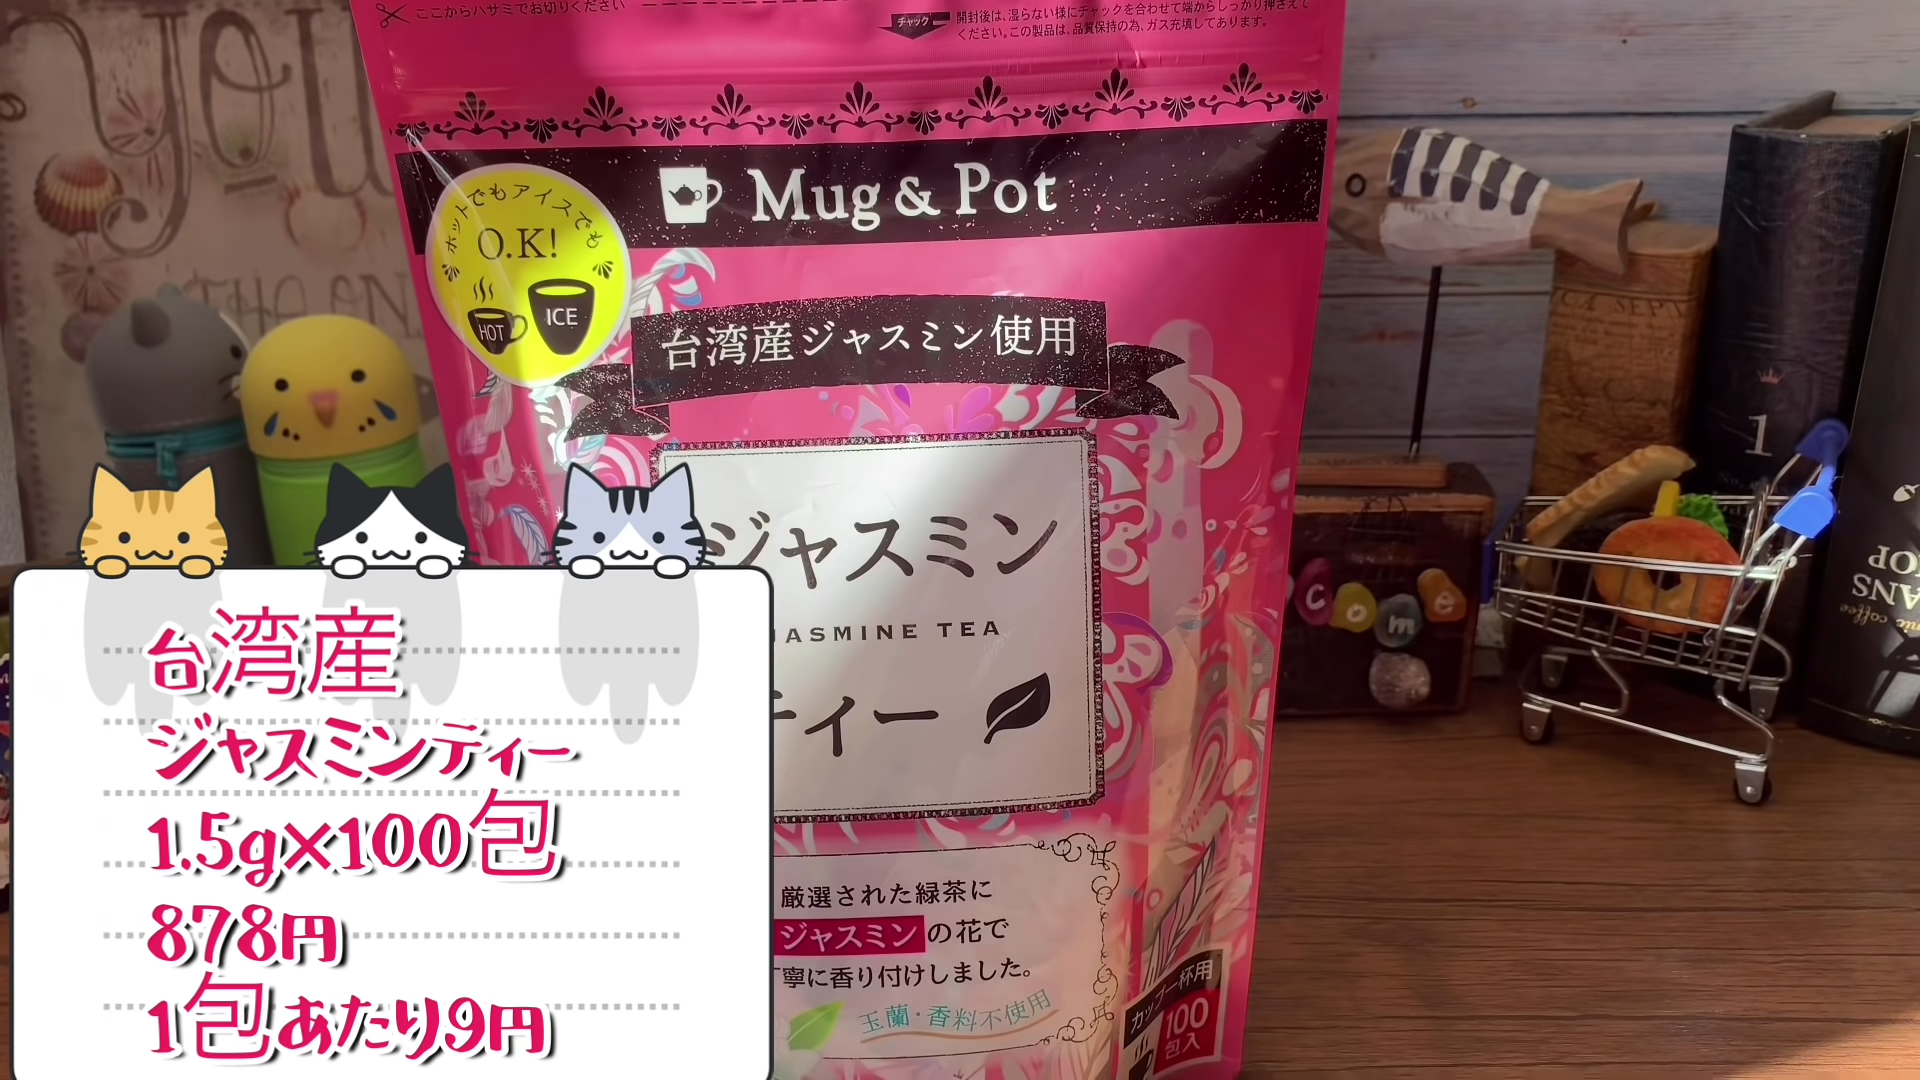 ここからハサミでお切りください
チャック
開封後は、湿らない様にチャックを合わせて端からしっかり押さえて
ください。この製品は、品質保持の為、ガス充填してあります。
Mug & Pot
ホットでもアイスでも
O.K!
HOT
ICE
台湾産ジャスミン使用
ジャスミン
JASMINE TEA
ティー
厳選された緑茶に
ジャスミンの花で
丁寧に香り付けしました。
玉蘭・香料不使用
カップ一杯用
100
包入
台湾産
ジャスミンティー
1.5g×100包
878円
1包あたり9円
you
Come
1